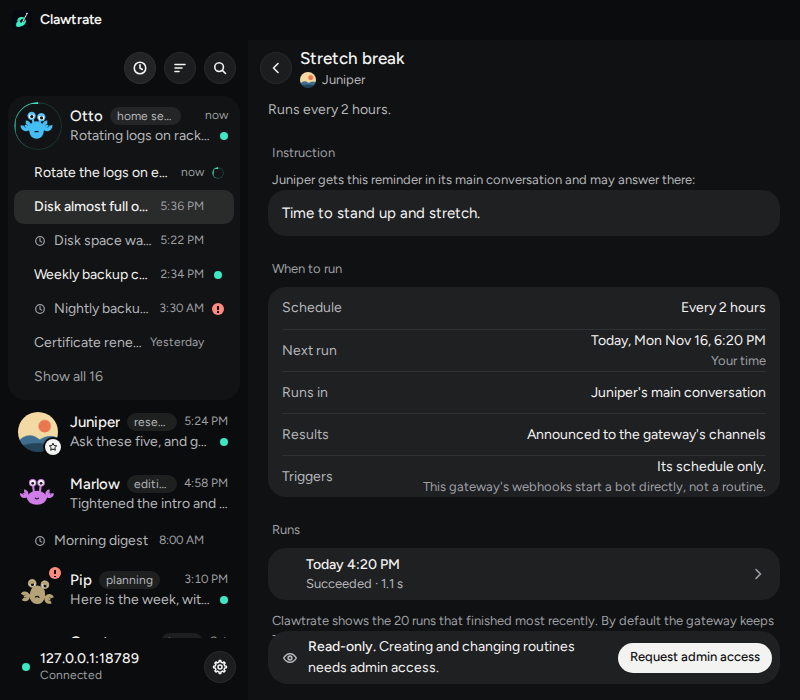 Clawtrate
Otto home se... now
Rotating logs on rack...
Rotate the logs on e... now
Disk almost full o... 5:36 PM
Disk space wa... 5:22 PM
Weekly backup c... 2:34 PM
Nightly backu... 3:30 AM
Certificate rene... Yesterday
Show all 16
Juniper rese... 5:24 PM
Ask these five, and g...
Marlow editi... 4:58 PM
Tightened the intro and ...
Morning digest 8:00 AM
Pip planning 3:10 PM
Here is the week, wit...
127.0.0.1:18789
Connected
Stretch break
Juniper
Runs every 2 hours.
Instruction
Juniper gets this reminder in its main conversation and may answer there:
Time to stand up and stretch.
When to run
Schedule Every 2 hours
Next run Today, Mon Nov 16, 6:20 PM
Your time
Runs in Juniper's main conversation
Results Announced to the gateway's channels
Triggers Its schedule only.
This gateway's webhooks start a bot directly, not a routine.
Runs
Today 4:20 PM
Succeeded · 1.1 s
Clawtrate shows the 20 runs that finished most recently. By default the gateway keeps
Read-only. Creating and changing routines
needs admin access.
Request admin access